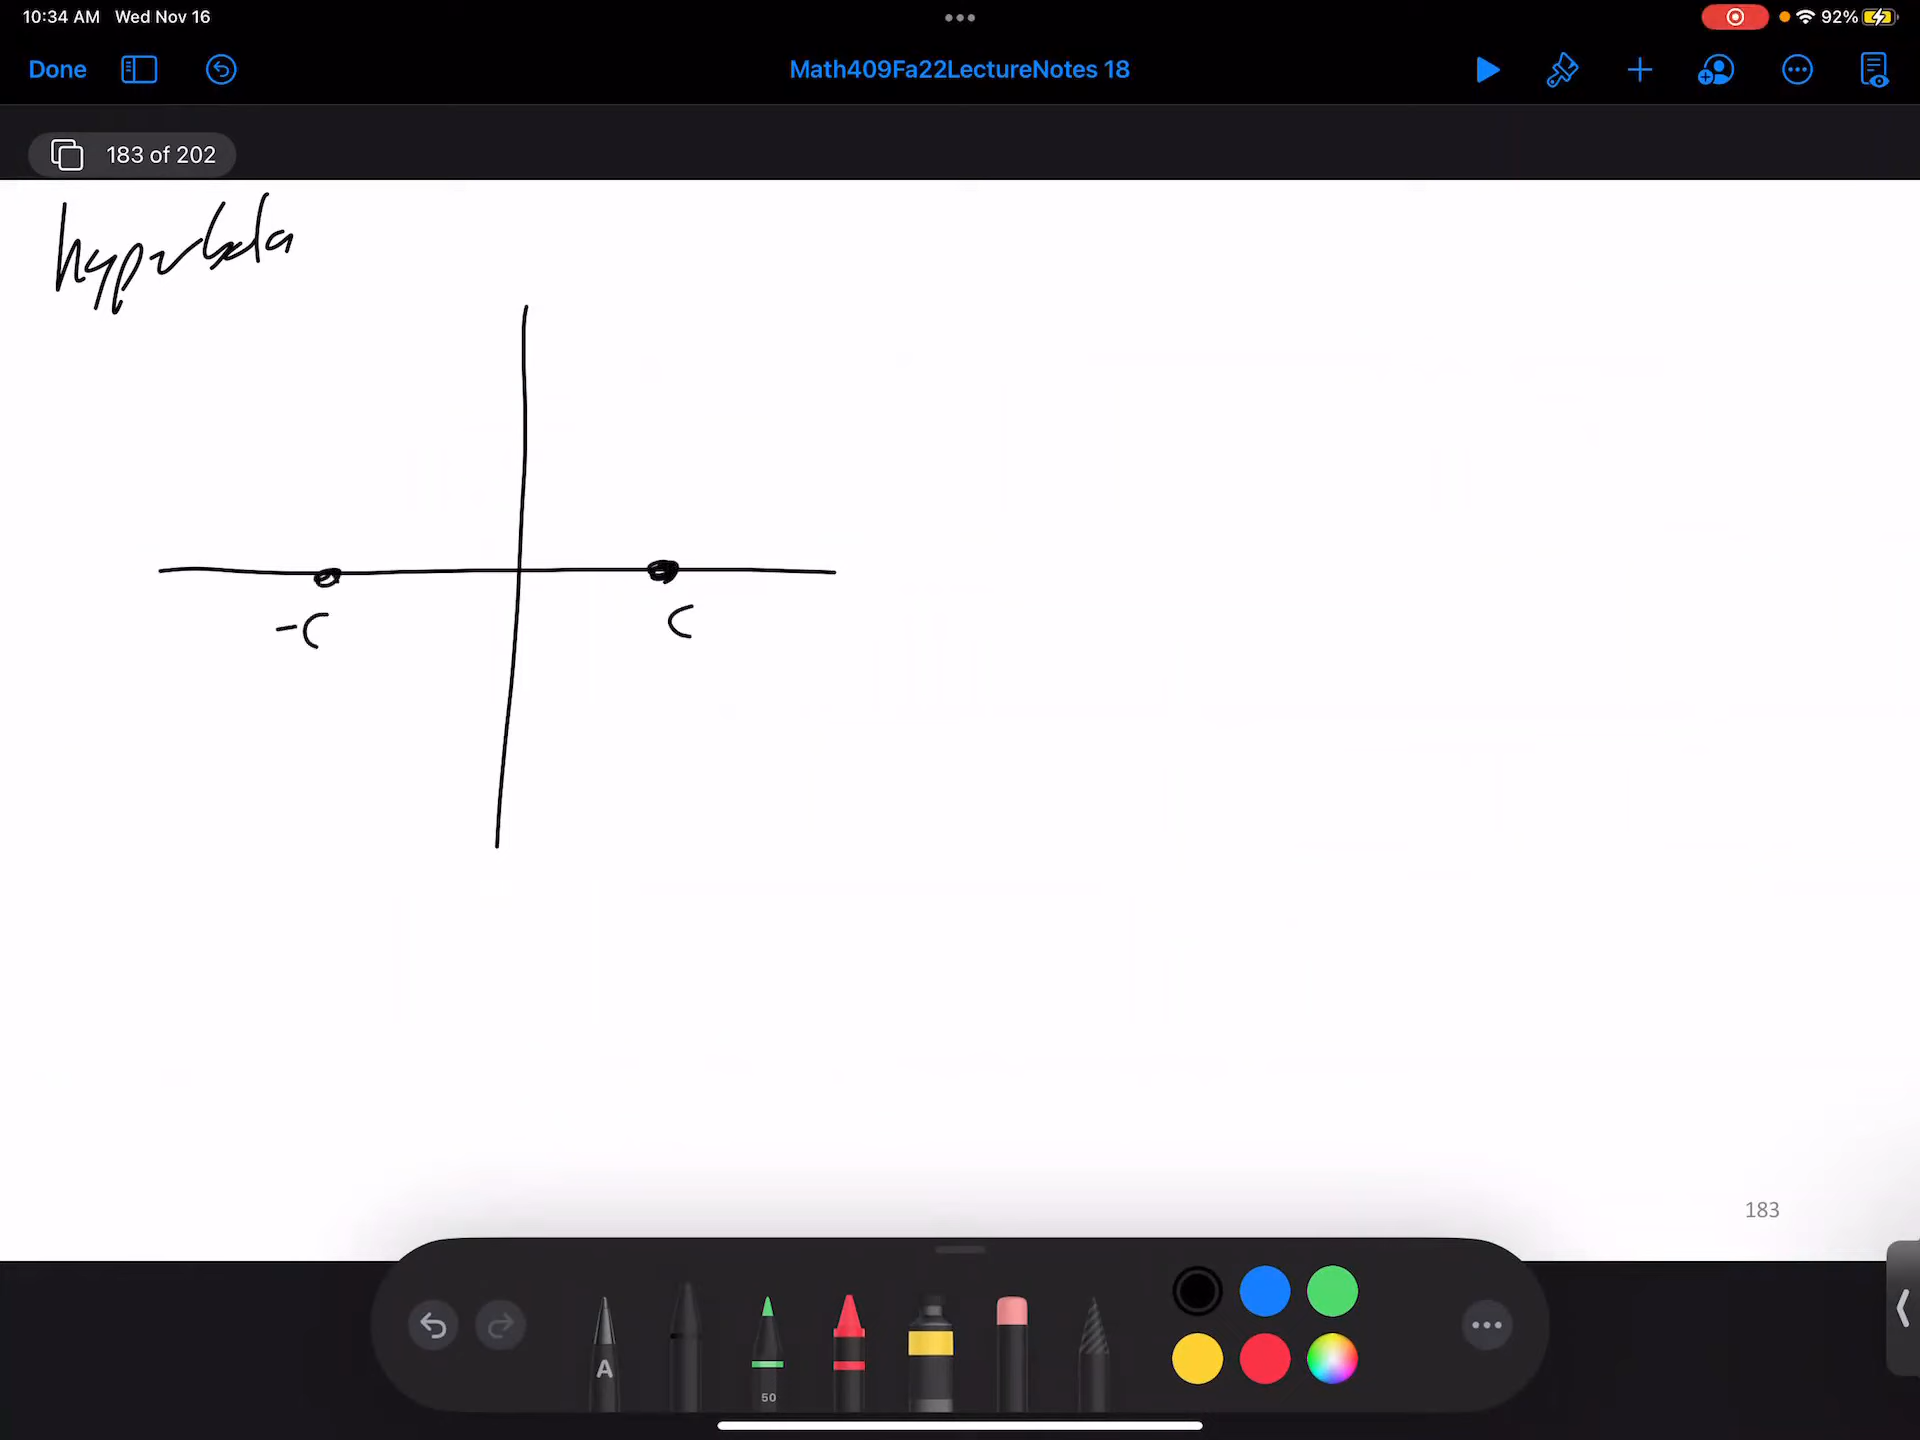 10:34 AM Wed Nov 16
92%
Done
Math409Fa22LectureNotes 18
183 of 202
hyperbola
-c
c
183
A
50